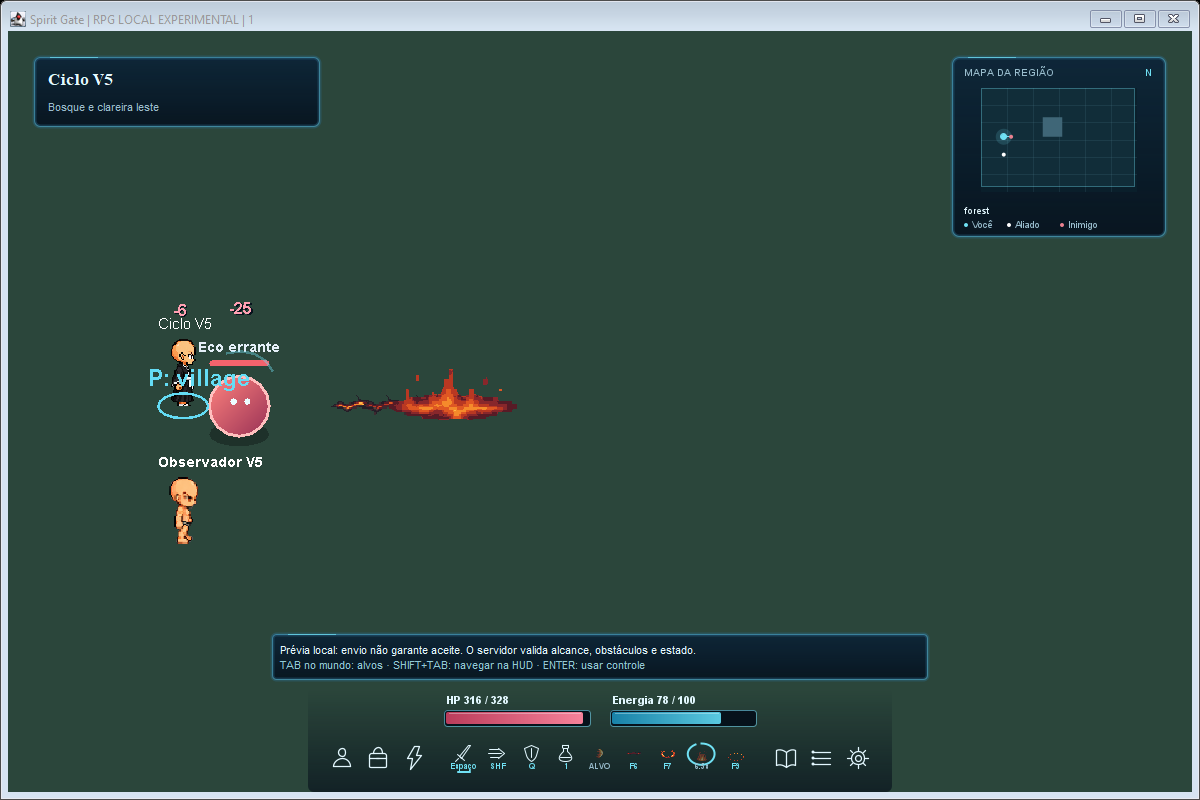 Spirit Gate | RPG LOCAL EXPERIMENTAL | 1
Ciclo V5
Bosque e clareira leste
MAPA DA REGIÃO
N
forest
Você
Aliado
Inimigo
-6
-25
Ciclo V5
Eco errante
P: village
Observador V5
Prévia local: envio não garante aceite. O servidor valida alcance, obstáculos e estado.
TAB no mundo: alvos · SHIFT+TAB: navegar na HUD · ENTER: usar controle
HP 316 / 328
Energia 78 / 100
Espaço
SHF
Q
1
ALVO
F6
F7
F9